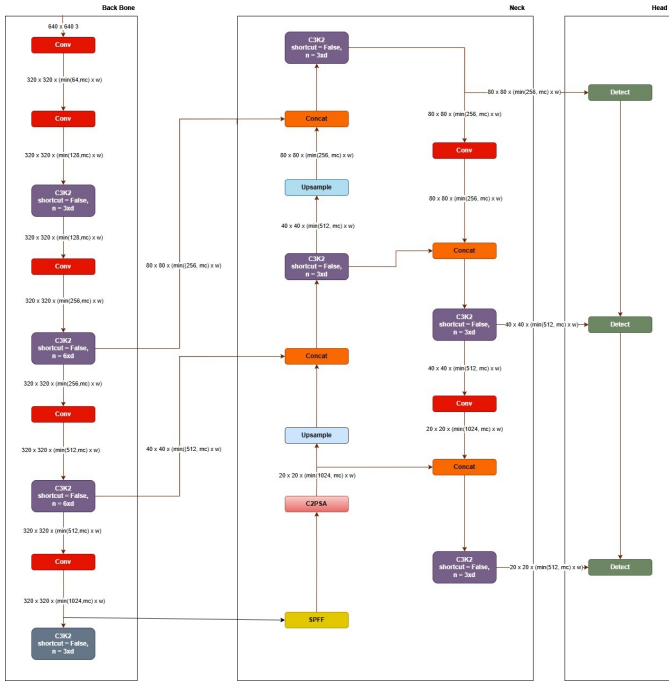 Back Bone
640 x 640 3
Conv
320 x 320 x (min(64,mc) x w)
Conv
320 x 320 x (min(128,mc) x w)
C3K2
shortcut = False,
n = 3xd
320 x 320 x (min(128,mc) x w)
Conv
320 x 320 x (min(256,mc) x w)
C3K2
shortcut = False,
n = 6xd
320 x 320 x (min(256,mc) x w)
Conv
320 x 320 x (min(512,mc) x w)
C3K2
shortcut = False,
n = 6xd
320 x 320 x (min(512,mc) x w)
Conv
320 x 320 x (min(1024,mc) x w)
C3K2
shortcut = False,
n = 3xd
80 x 80 x (min((256, mc) x w)
40 x 40 x (min((512, mc) x w)
Neck
C3K2
shortcut = False,
n = 3xd
Concat
80 x 80 x (min(256, mc) x w)
Upsample
40 x 40 x (min(512, mc) x w)
C3K2
shortcut = False,
n = 3xd
Concat
Upsample
20 x 20 x (min(1024, mc) x w)
C2PSA
SPFF
80 x 80 x (min(256, mc) x w)
80 x 80 x (min(256, mc) x w)
Conv
80 x 80 x (min(256, mc) x w)
Concat
C3K2
shortcut = False,
n = 3xd
40 x 40 x (min(512, mc) x w)
40 x 40 x (min(512, mc) x w)
Conv
20 x 20 x (min(1024, mc) x w)
Concat
C3K2
shortcut = False,
n = 3xd
20 x 20 x (min(512, mc) x w)
Head
Detect
Detect
Detect